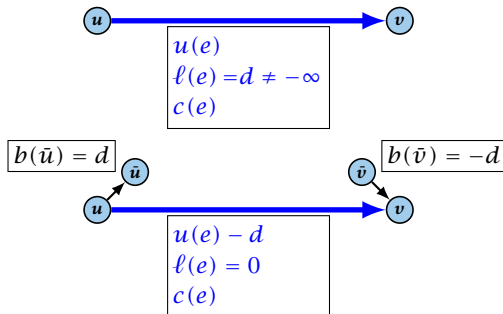 u v
u(e)
ℓ(e) =d ≠ −∞
c(e)
b(ū) = d ū v̄ b(v̄) = −d
u v
u(e) − d
ℓ(e) = 0
c(e)